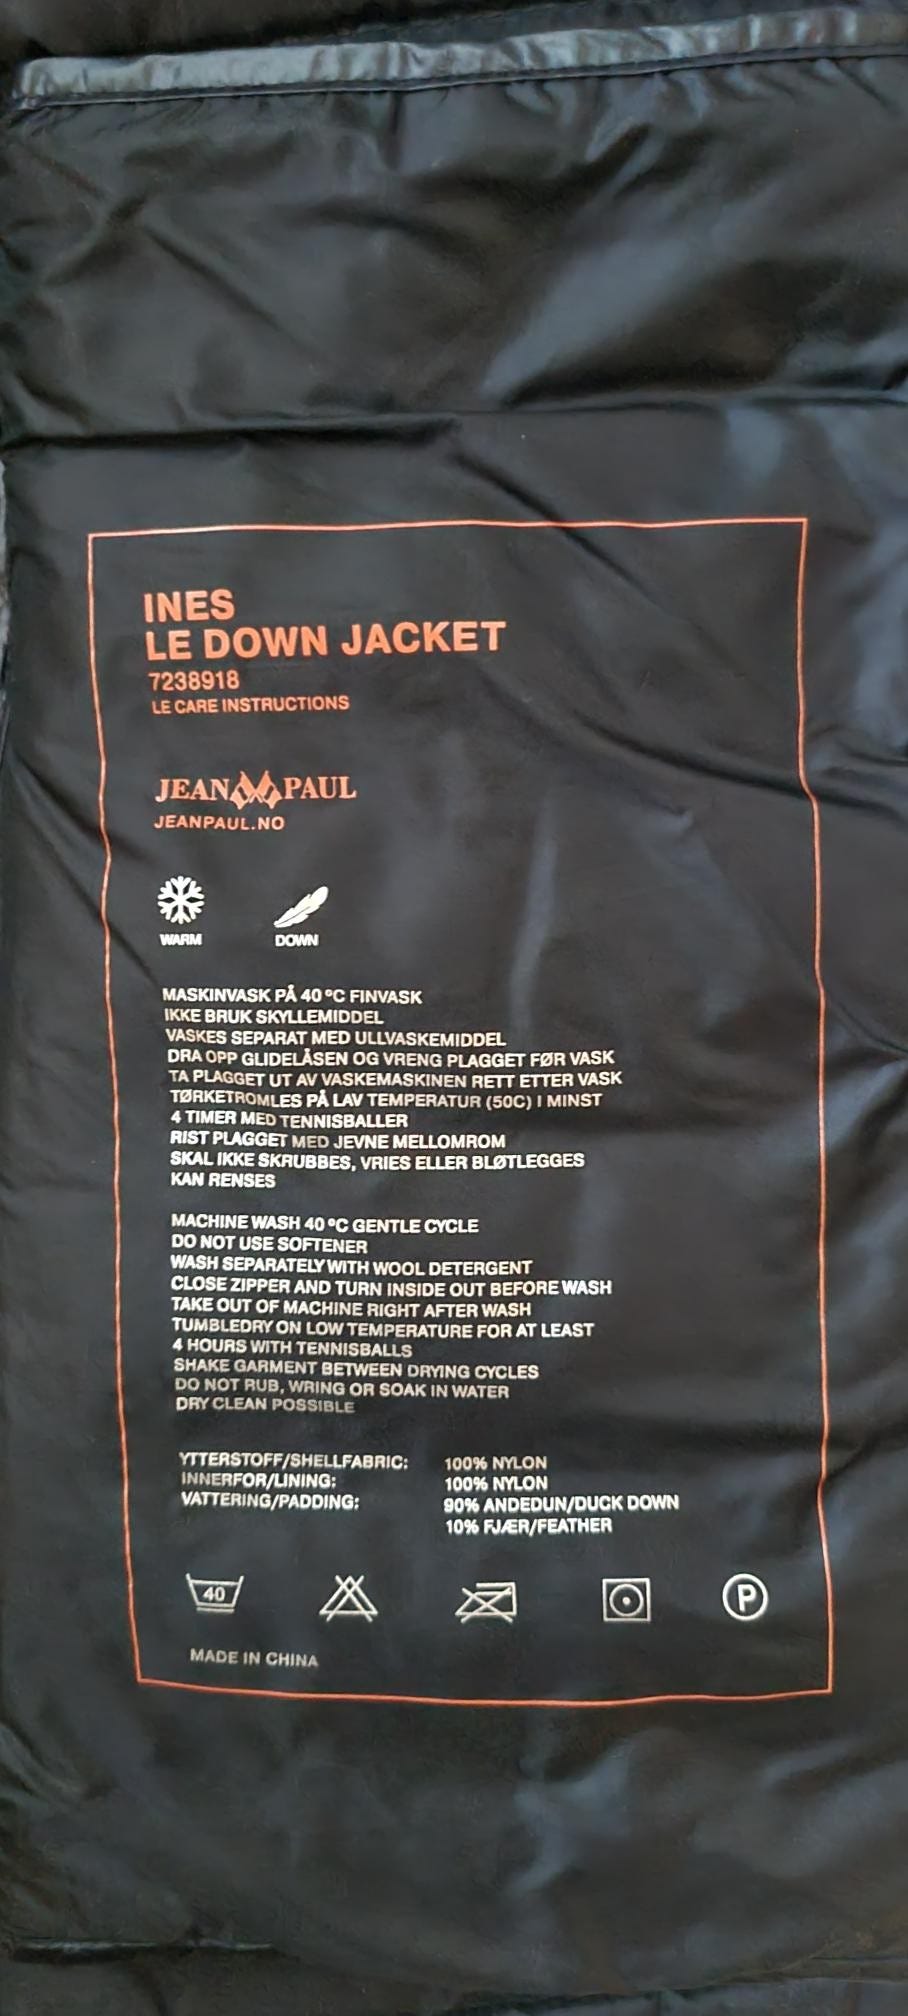 INES
LE DOWN JACKET
7238918
LE CARE INSTRUCTIONS
JEAN PAUL
JEANPAUL.NO
WARM DOWN
MASKINVASK PÅ 40 ºC FINVASK
IKKE BRUK SKYLLEMIDDEL
VASKES SEPARAT MED ULLVASKEMIDDEL
DRA OPP GLIDELÅSEN OG VRENG PLAGGET FØR VASK
TA PLAGGET UT AV VASKEMASKINEN RETT ETTER VASK
TØRKETROMLES PÅ LAV TEMPERATUR (50C) I MINST
4 TIMER MED TENNISBALLER
RIST PLAGGET MED JEVNE MELLOMROM
SKAL IKKE SKRUBBES, VRIES ELLER BLØTLEGGES
KAN RENSES
MACHINE WASH 40 ºC GENTLE CYCLE
DO NOT USE SOFTENER
WASH SEPARATELY WITH WOOL DETERGENT
CLOSE ZIPPER AND TURN INSIDE OUT BEFORE WASH
TAKE OUT OF MACHINE RIGHT AFTER WASH
TUMBLEDRY ON LOW TEMPERATURE FOR AT LEAST
4 HOURS WITH TENNISBALLS
SHAKE GARMENT BETWEEN DRYING CYCLES
DO NOT RUB, WRING OR SOAK IN WATER
DRY CLEAN POSSIBLE
YTTERSTOFF/SHELLFABRIC: 100% NYLON
INNERFOR/LINING: 100% NYLON
VATTERING/PADDING: 90% ANDEDUN/DUCK DOWN
10% FJÆR/FEATHER
40 P
MADE IN CHINA